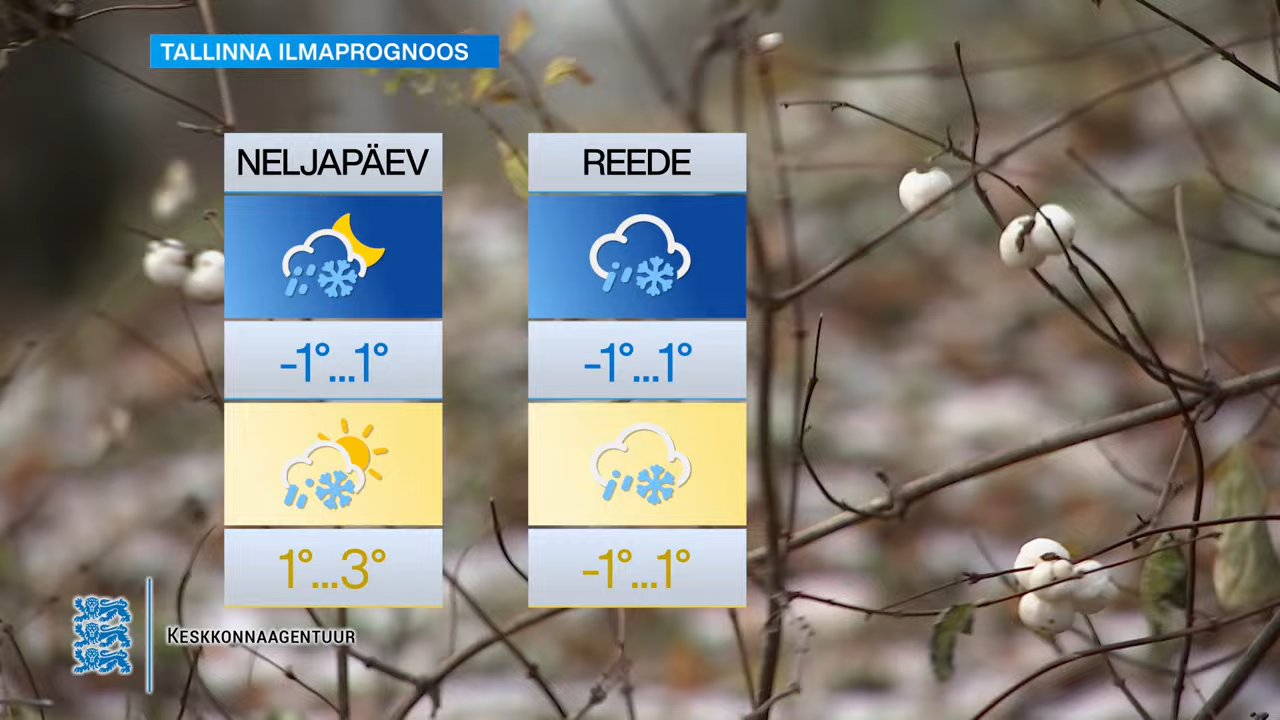 TALLINNA ILMAPROGNOOS
NELJAPÄEV
-1°...1°
1°...3°
REEDE
-1°...1°
-1°...1°
KESKKONNAAGENTUUR